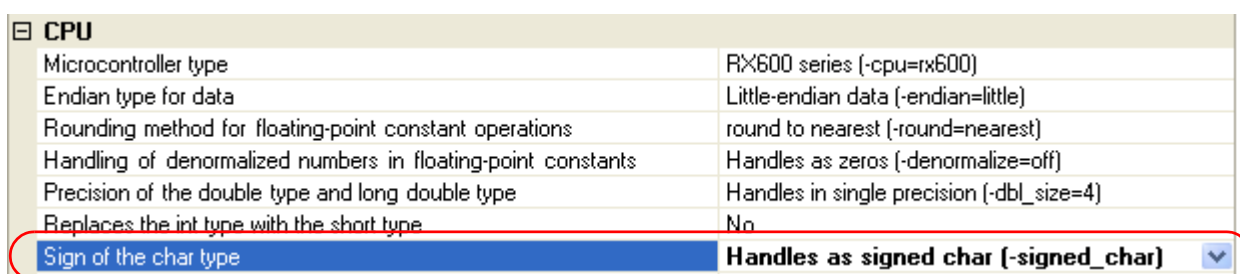 CPU
Microcontroller type RX600 series (-cpu=rx600)
Endian type for data Little-endian data (-endian=little)
Rounding method for floating-point constant operations round to nearest (-round=nearest)
Handling of denormalized numbers in floating-point constants Handles as zeros (-denormalize=off)
Precision of the double type and long double type Handles in single precision (-dbl_size=4)
Replaces the int type with the short type No
Sign of the char type Handles as signed char (-signed_char)